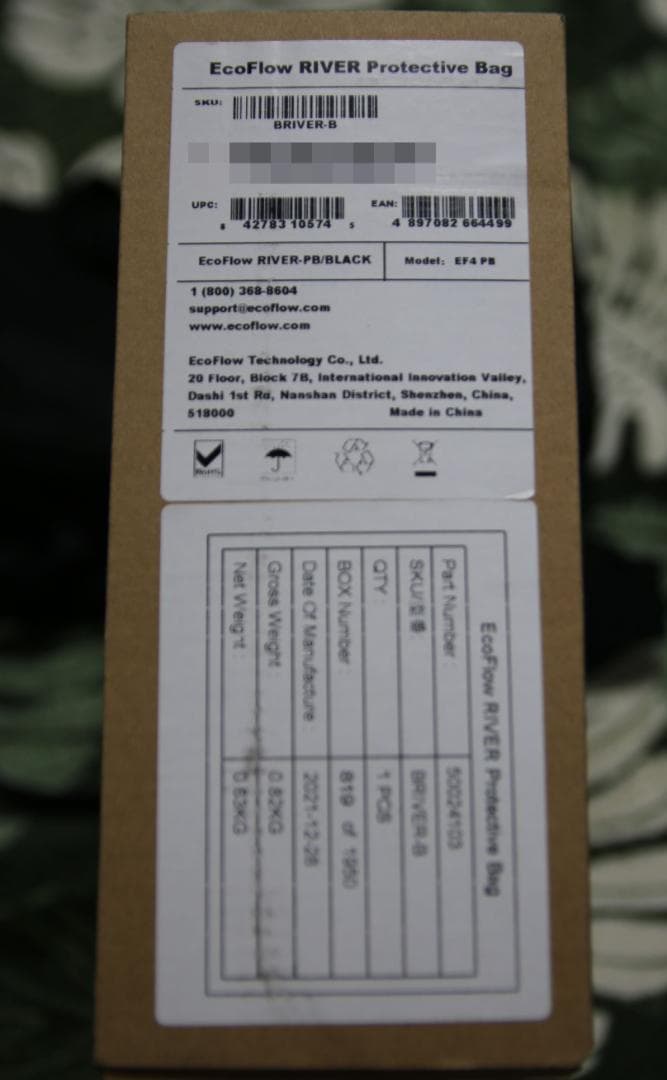 EcoFlow RIVER Protective Bag
SKU:
BRIVER-B
UPC:
8 42783 10574 5
EAN:
4 897082 664499
EcoFlow RIVER-PB/BLACK
Model: EF4 PB
1 (800) 368-8604
support@ecoflow.com
www.ecoflow.com
EcoFlow Technology Co., Ltd.
20 Floor, Block 7B, International Innovation Valley,
Dashi 1st Rd, Nanshan District, Shenzhen, China,
518000 Made in China
RoHS
EcoFlow RIVER Protective Bag
Part Number: 50024103
SKU/型番: BRIVER-B
QTY: 1 PCS
BOX Number: 819 of 1950
Date Of Manufacture: 2021-12-28
Gross Weight: 0.82KG
Net Weight: